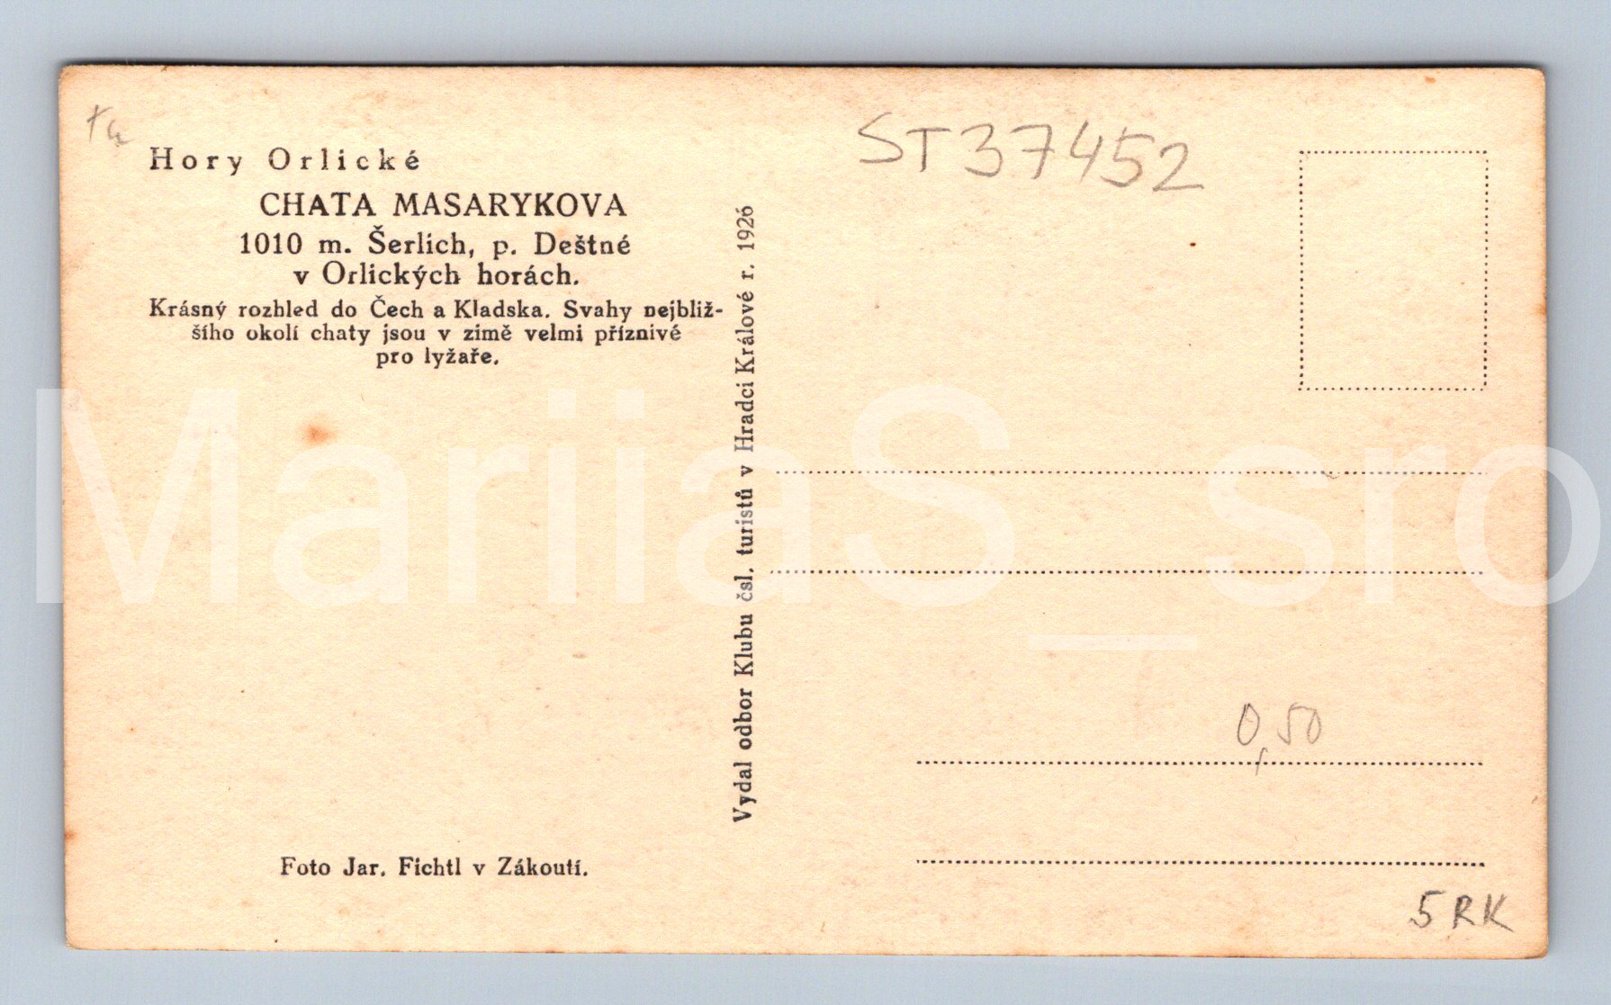 Hory Orlické
CHATA MASARYKOVA
1010 m. Šerlich, p. Deštné
v Orlických horách.
Krásný rozhled do Čech a Kladska. Svahy nejbliž-
šího okolí chaty jsou v zimě velmi příznivé
pro lyžaře.
Foto Jar. Fichtl v Zákoutí.
Vydal odbor Klubu čsl. turistů v Hradci Králové r. 1926
ST37452
0,50
5 RK
MariiaS_sro